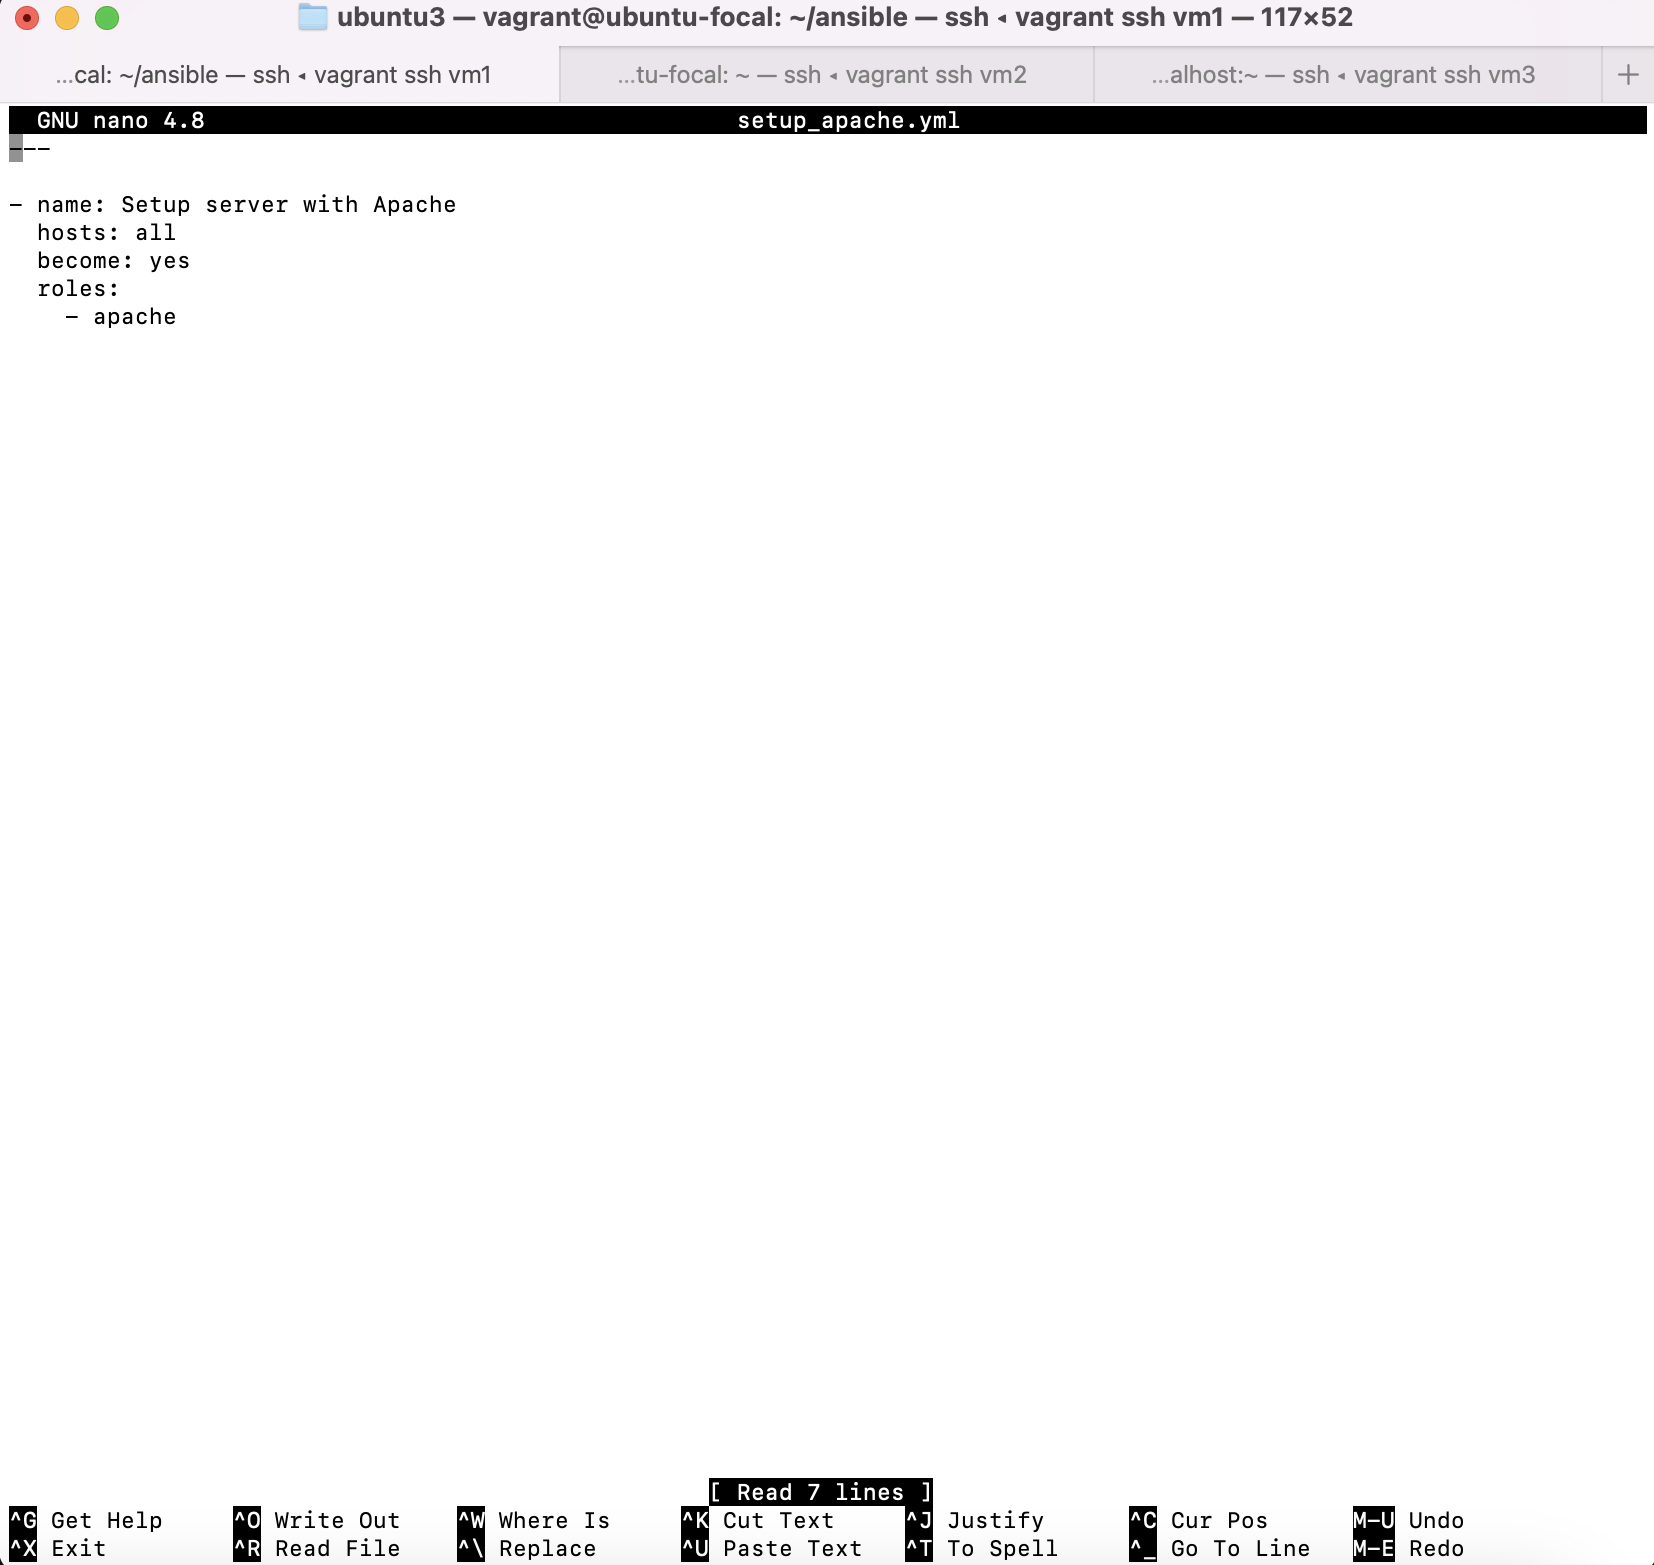 ubuntu3 — vagrant@ubuntu-focal: ~/ansible — ssh ◂ vagrant ssh vm1 — 117×52
...cal: ~/ansible — ssh ◂ vagrant ssh vm1 ...tu-focal: ~ — ssh ◂ vagrant ssh vm2 ...alhost:~ — ssh ◂ vagrant ssh vm3 +
GNU nano 4.8 setup_apache.yml
---
- name: Setup server with Apache
  hosts: all
  become: yes
  roles:
    - apache
[ Read 7 lines ]
^G Get Help ^O Write Out ^W Where Is ^K Cut Text ^J Justify ^C Cur Pos M-U Undo
^X Exit ^R Read File ^\ Replace ^U Paste Text ^T To Spell ^_ Go To Line M-E Redo